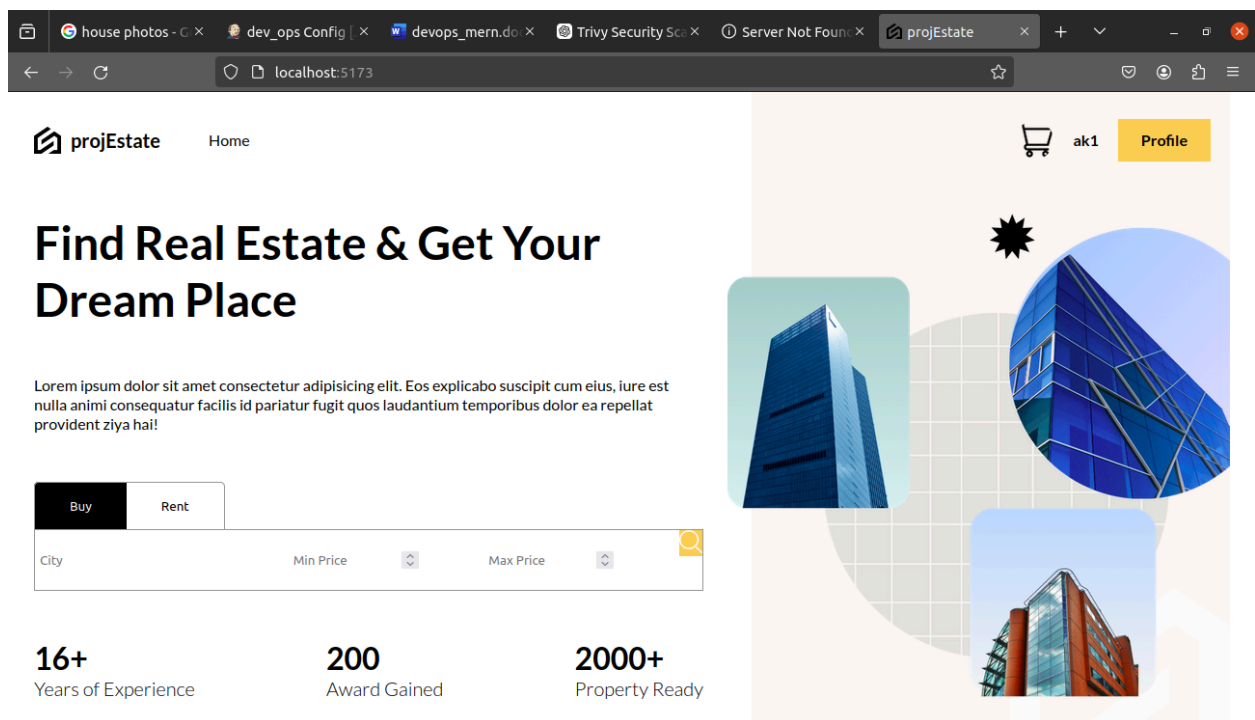 house photos - G
dev_ops Config [
devops_mern.do
Trivy Security Sca
Server Not Foun
projEstate
localhost:5173
projEstate
Home
ak1
Profile
Find Real Estate & Get Your
Dream Place
Lorem ipsum dolor sit amet consectetur adipisicing elit. Eos explicabo suscipit cum eius, iure est
nulla animi consequatur facilis id pariatur fugit quos laudantium temporibus dolor ea repellat
provident ziya hai!
Buy
Rent
City
Min Price
Max Price
16+
200
2000+
Years of Experience
Award Gained
Property Ready